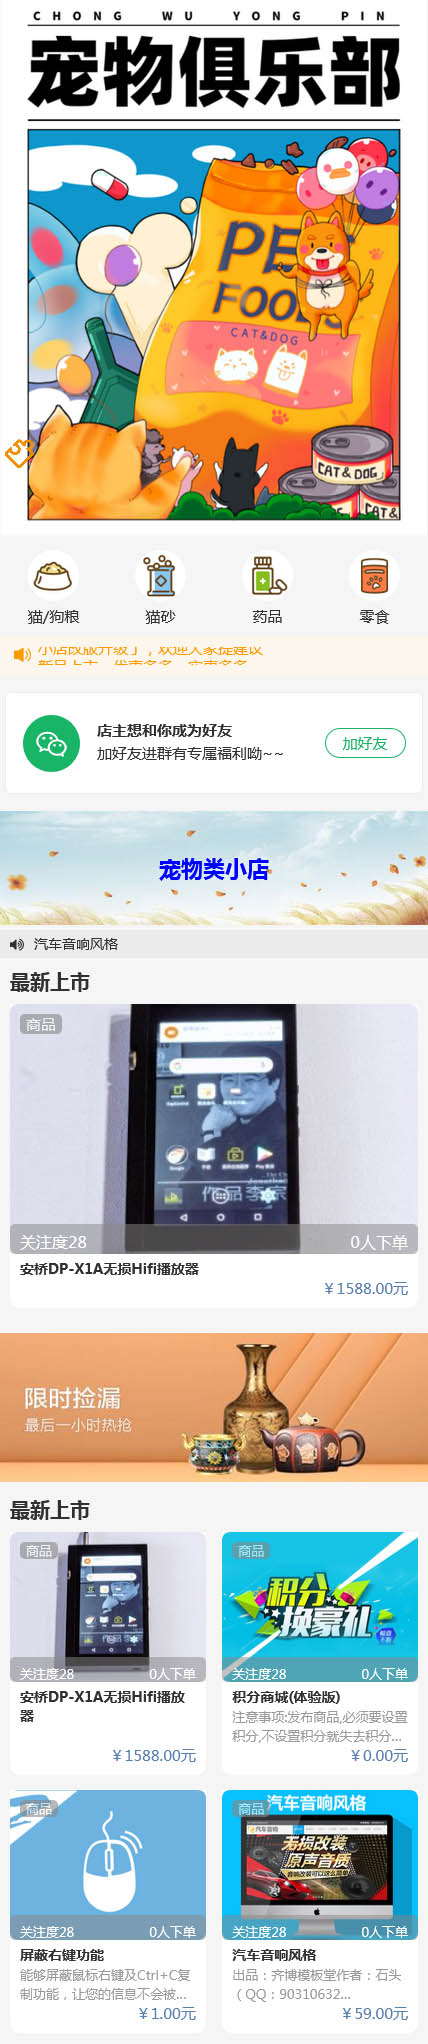 CHONG WU YONG PIN
宠物俱乐部
PET
FOODS
CAT&DOG
CAT&DOG
CAT&
猫/狗粮
猫砂
药品
零食
小店改版升级了，欢迎大家提建议
店主想和你成为好友
加好友进群有专属福利呦~~
加好友
宠物类小店
汽车音响风格
最新上市
商品
关注度28
0人下单
安桥DP-X1A无损Hifi播放器
￥1588.00元
限时捡漏
最后一小时热抢
最新上市
商品
关注度28
0人下单
安桥DP-X1A无损Hifi播放器
￥1588.00元
商品
积分
换豪礼
关注度28
0人下单
积分商城(体验版)
注意事项:发布商品,必须要设置积分,不设置积分就失去积分...
￥0.00元
商品
关注度28
0人下单
屏蔽右键功能
能够屏蔽鼠标右键及Ctrl+C复制功能，让您的信息不会被...
￥1.00元
商品
汽车音响风格
无损改装
原声音质
关注度28
0人下单
汽车音响风格
出品：齐博模板堂作者：石头（QQ：90310632...
￥59.00元